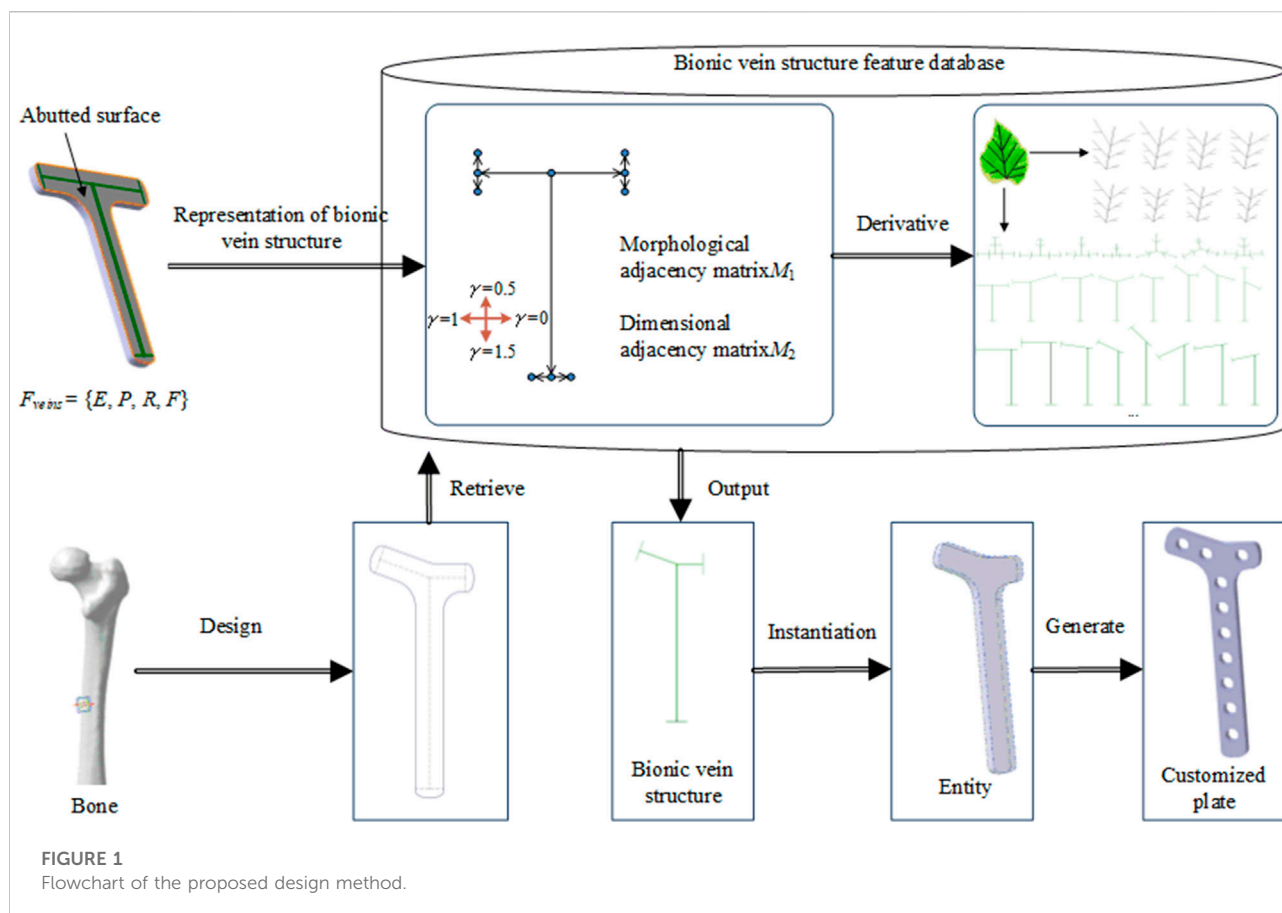 Bionic vein structure feature database
Abutted surface
Representation of bionic
vein structure
F_veins = {E, P, R, F}
γ=0.5
γ=1
γ=0
γ=1.5
Morphological
adjacency matrixM₁
Dimensional
adjacency matrixM₂
Derivative
...
Retrieve
Output
Design
Bone
Bionic vein
structure
Instantiation
Entity
Generate
Customized
plate
FIGURE 1
Flowchart of the proposed design method.